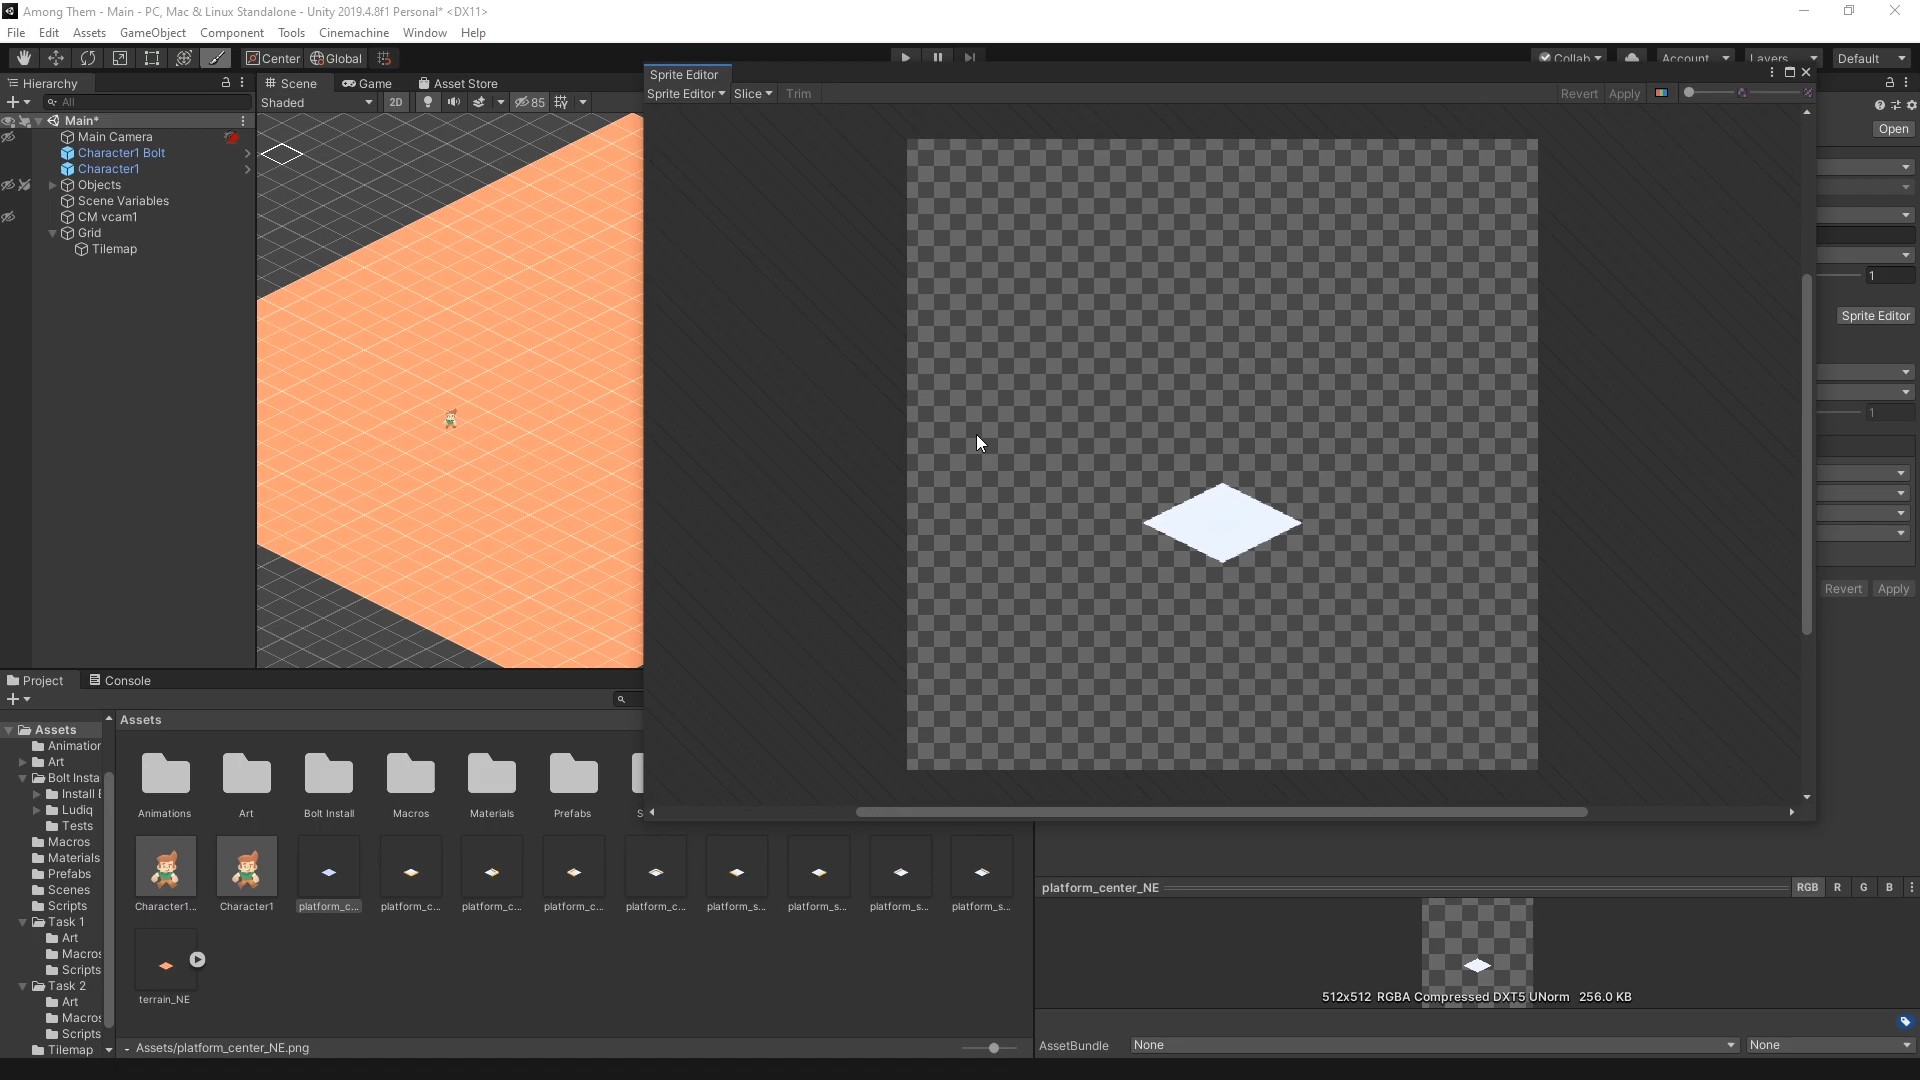 Among Them - Main - PC, Mac & Linux Standalone - Unity 2019.4.8f1 Personal* <DX11>
File Edit Assets GameObject Component Tools Cinemachine Window Help
Center Global Collab Account Layers Default
Hierarchy
All
Main*
Main Camera
Character1 Bolt
Character1
Objects
Scene Variables
CM vcam1
Grid
Tilemap
Scene Game Asset Store
Shaded 2D 85
Sprite Editor
Sprite Editor Slice Trim Revert Apply
Open
1
Sprite Editor
1
Revert Apply
Project Console
Assets
Animation
Art
Bolt Insta
Install B
Ludiq
Tests
Macros
Materials
Prefabs
Scenes
Scripts
Task 1
Art
Macros
Scripts
Task 2
Art
Macros
Scripts
Tilemap
Assets
Animations Art Bolt Install Macros Materials Prefabs S
Character1... Character1 platform_c... platform_c... platform_c... platform_c... platform_c... platform_s... platform_s... platform_s... platform_s...
terrain_NE
Assets/platform_center_NE.png
platform_center_NE RGB R G B
512x512 RGBA Compressed DXT5 UNorm 256.0 KB
AssetBundle None None